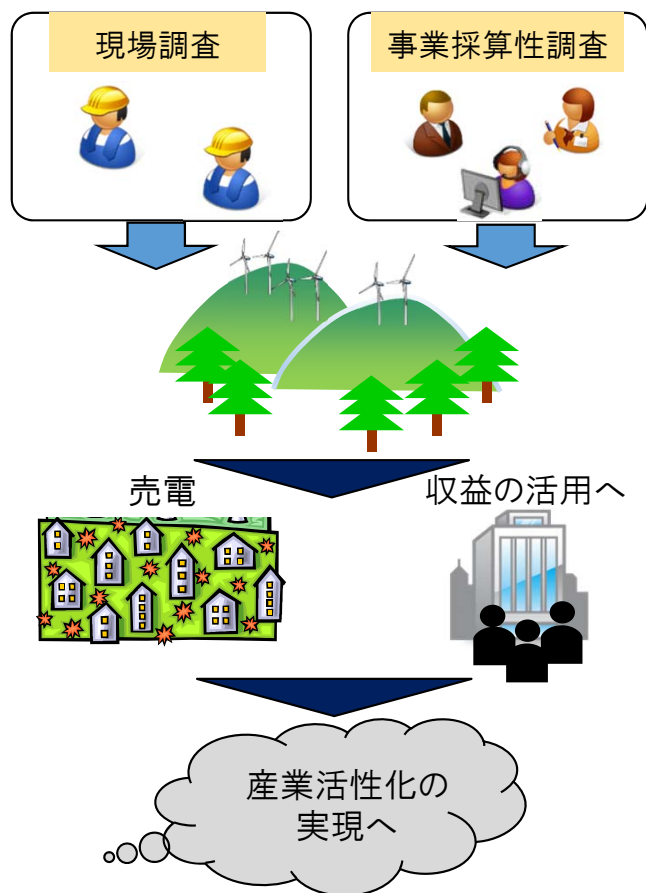 現場調査
事業採算性調査
売電
収益の活用へ
産業活性化の
実現へ